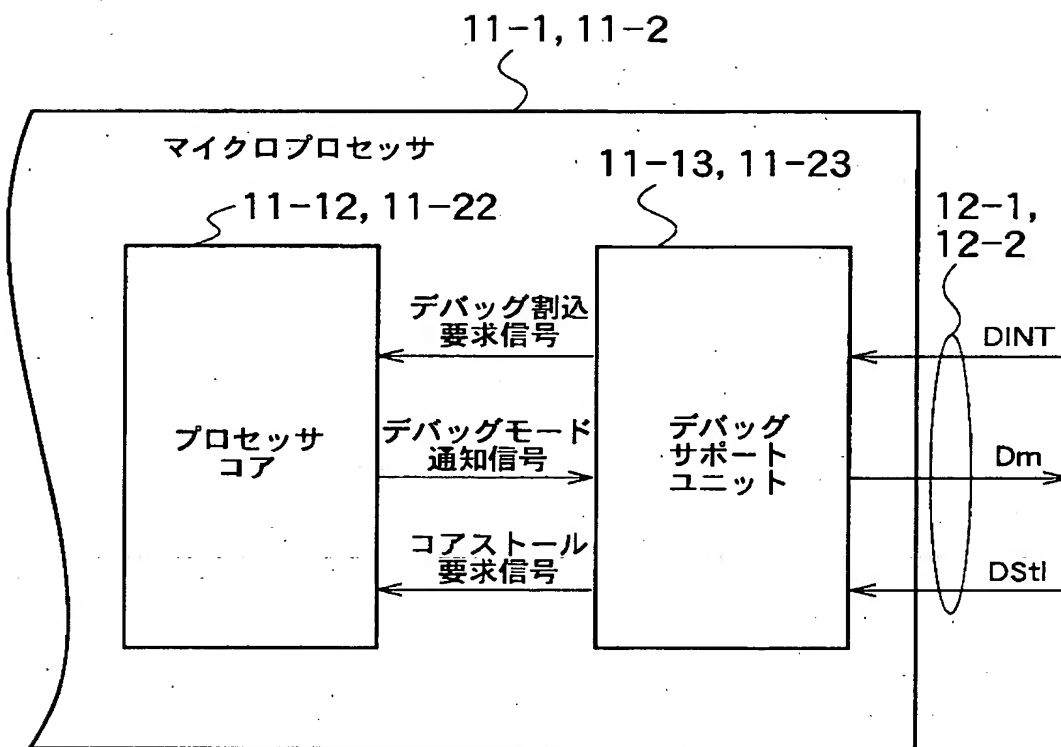 11-1, 11-2
マイクロプロセッサ
11-12, 11-22
11-13, 11-23
12-1,
12-2
デバッグ割込
要求信号
DINT
プロセッサ
コア
デバッグモード
通知信号
デバッグ
サポート
ユニット
Dm
コアストール
要求信号
DStl